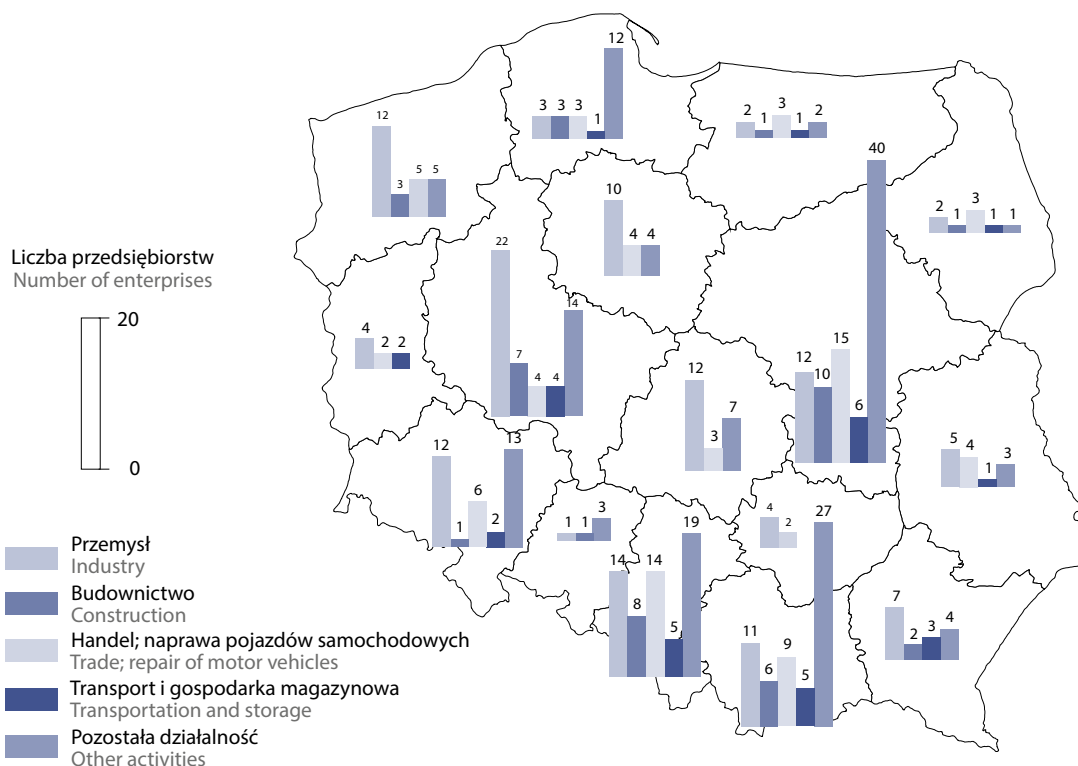 12
3 3 3 1
12
3
5 5
2 1 3 1 2
40
10
4 4
2 1 3 1 1
22
7
4 4
14
Liczba przedsiębiorstw
Number of enterprises
20
0
4 2 2
12
10
15
6
12
3
7
12
1
6
2
13
5 4 1 3
1 1 3
19
4 2
27
14
8
14
5
7
2 3 4
11
6
9
5
Przemysł
Industry
Budownictwo
Construction
Handel; naprawa pojazdów samochodowych
Trade; repair of motor vehicles
Transport i gospodarka magazynowa
Transportation and storage
Pozostała działalność
Other activities